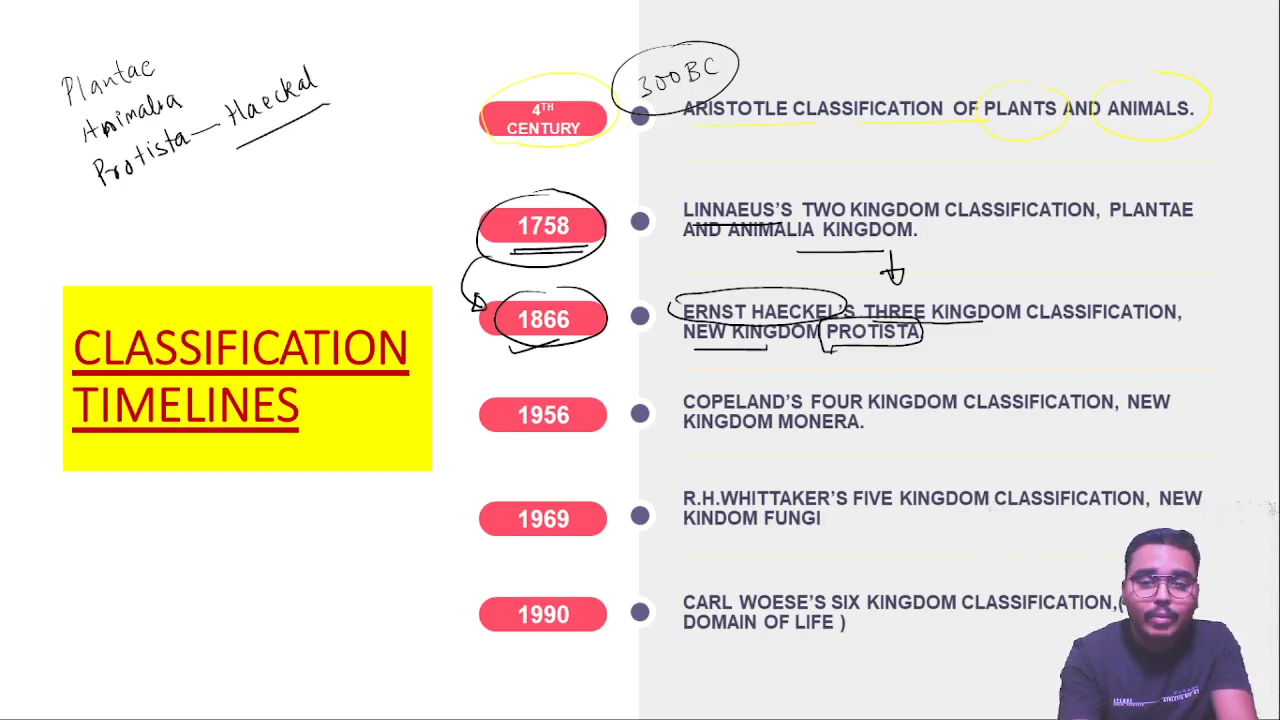 Plantae
Animalia
Protista — Haeckal
CLASSIFICATION
TIMELINES
300BC
4TH
CENTURY
ARISTOTLE CLASSIFICATION OF PLANTS AND ANIMALS.
1758
LINNAEUS'S TWO KINGDOM CLASSIFICATION, PLANTAE
AND ANIMALIA KINGDOM.
1866
ERNST HAECKEL'S THREE KINGDOM CLASSIFICATION,
NEW KINGDOM PROTISTA
1956
COPELAND'S FOUR KINGDOM CLASSIFICATION, NEW
KINGDOM MONERA.
1969
R.H.WHITTAKER'S FIVE KINGDOM CLASSIFICATION, NEW
KINDOM FUNGI
1990
CARL WOESE'S SIX KINGDOM CLASSIFICATION,(
DOMAIN OF LIFE )